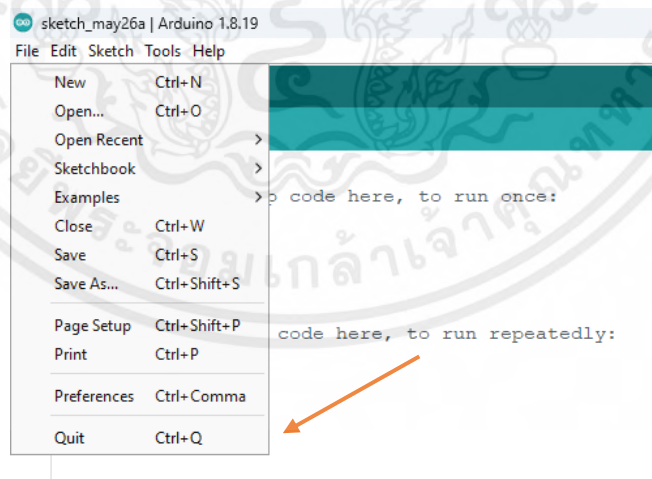 sketch_may26a | Arduino 1.8.19
File Edit Sketch Tools Help
New Ctrl+N
Open... Ctrl+O
Open Recent >
Sketchbook >
Examples >
code here, to run once:
Close Ctrl+W
Save Ctrl+S
Save As... Ctrl+Shift+S
Page Setup Ctrl+Shift+P
code here, to run repeatedly:
Print Ctrl+P
Preferences Ctrl+Comma
Quit Ctrl+Q